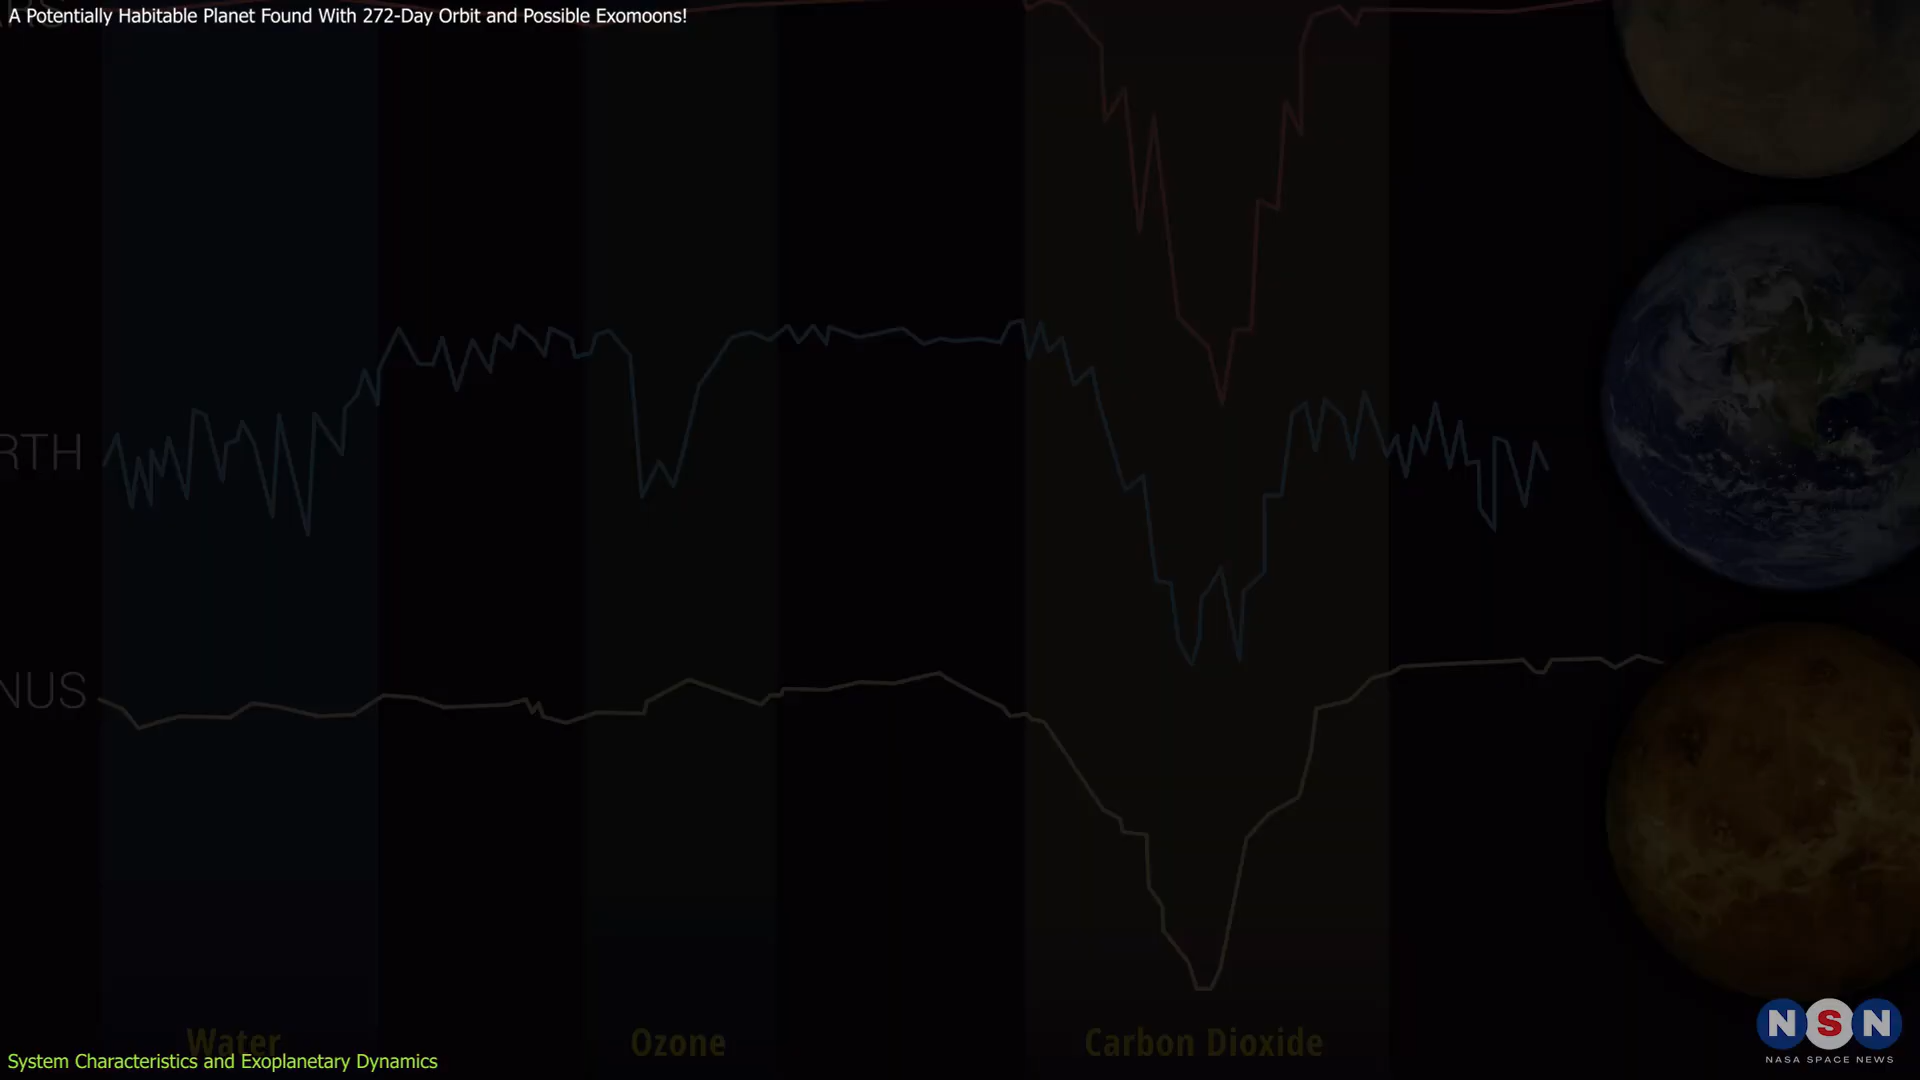 A Potentially Habitable Planet Found With 272-Day Orbit and Possible Exomoons!
RTH
NUS
Water
Ozone
Carbon Dioxide
System Characteristics and Exoplanetary Dynamics
NSN
NASA SPACE NEWS